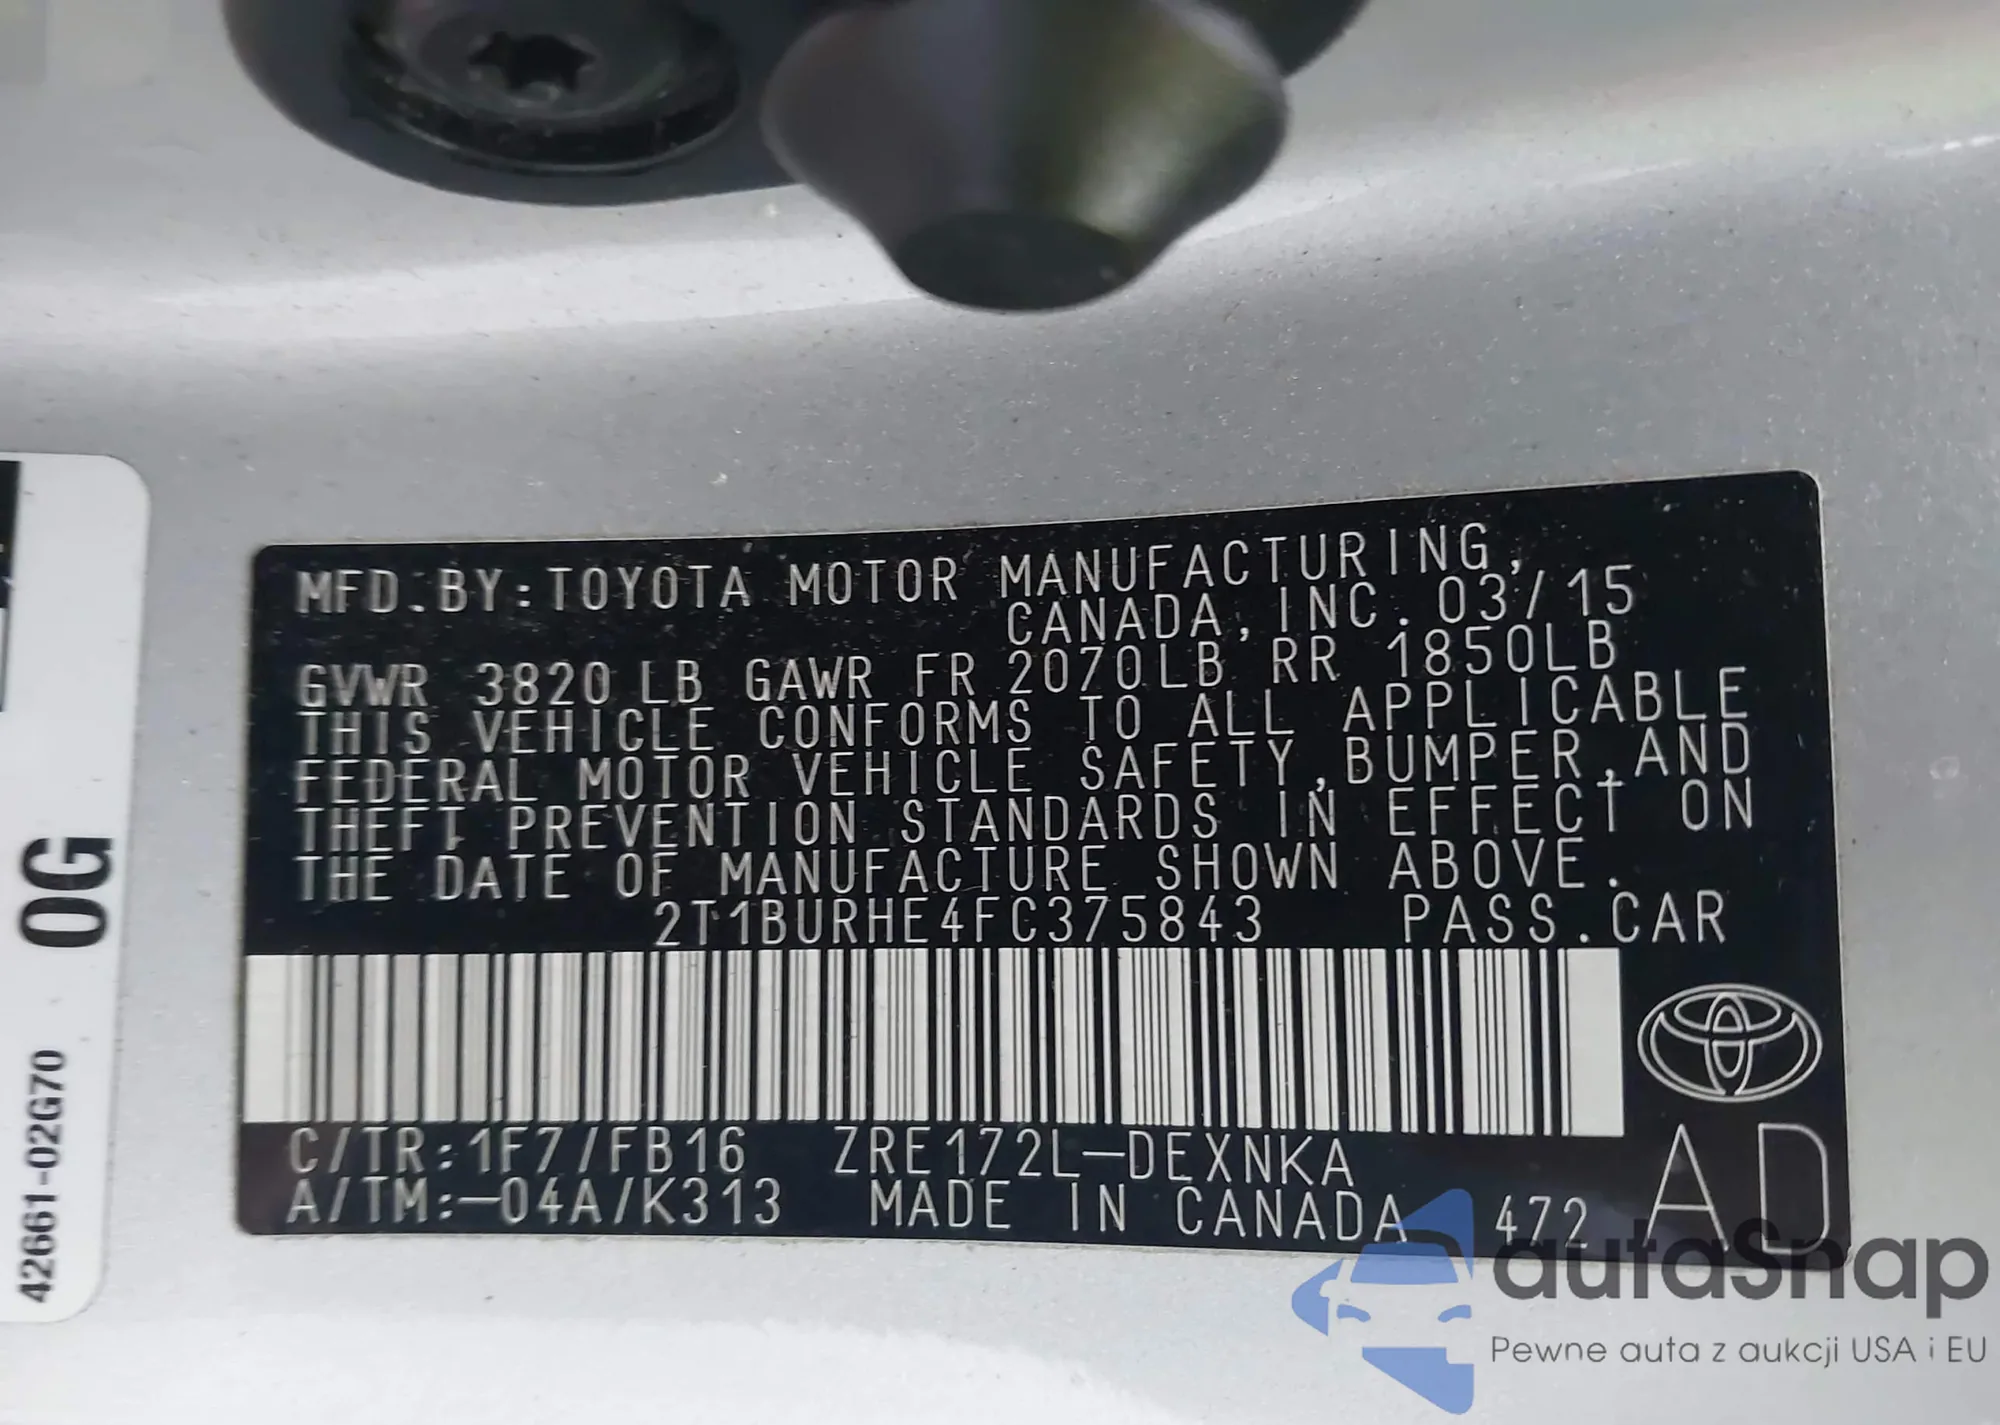 MFD.BY:TOYOTA MOTOR MANUFACTURING,
CANADA,INC. 03/15
GVWR 3820 LB GAWR FR 2070LB RR 1850LB
THIS VEHICLE CONFORMS TO ALL APPLICABLE
FEDERAL MOTOR VEHICLE SAFETY,BUMPER,AND
THEFT PREVENTION STANDARDS IN EFFECT ON
THE DATE OF MANUFACTURE SHOWN ABOVE.
2T1BURHE4FC375843 PASS.CAR
C/TR:1F7/FB16 ZRE172L-DEXNKA
A/TM:-04A/K313 MADE IN CANADA 472
AD
0G
42661-02G70
autaSnap
Pewne auta z aukcji USA i EU